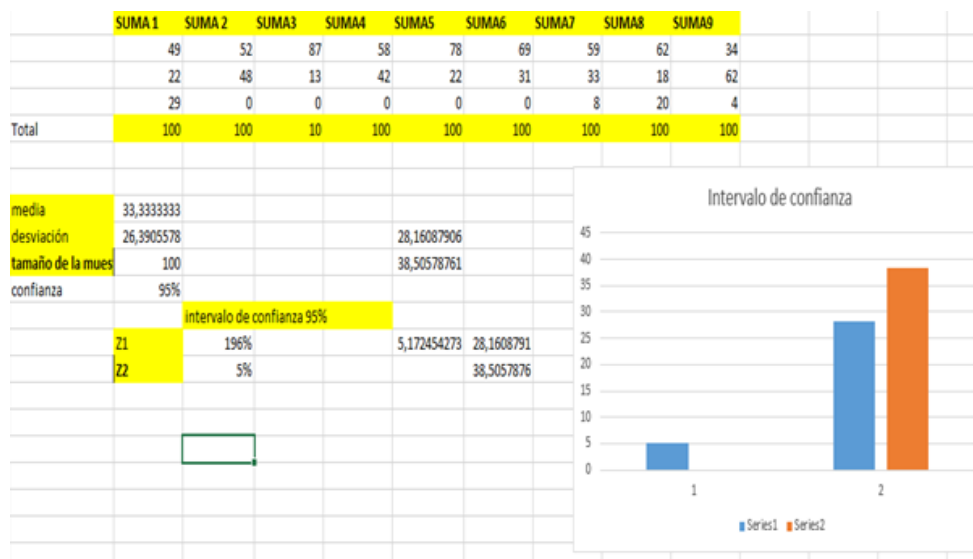 SUMA 1 SUMA 2 SUMA3 SUMA4 SUMA5 SUMA6 SUMA7 SUMA8 SUMA9
49 52 87 58 78 69 59 62 34
22 48 13 42 22 31 33 18 62
29 0 0 0 0 0 8 20 4
Total 100 100 10 100 100 100 100 100 100
media 33,3333333
desviación 26,3905578 28,16087906
tamaño de la mues 100 38,50578761
confianza 95%
intervalo de confianza 95%
Z1 196% 5,172454273 28,1608791
Z2 5% 38,5057876
Intervalo de confianza
45
40
35
30
25
20
15
10
5
0
1 2
Series1 Series2